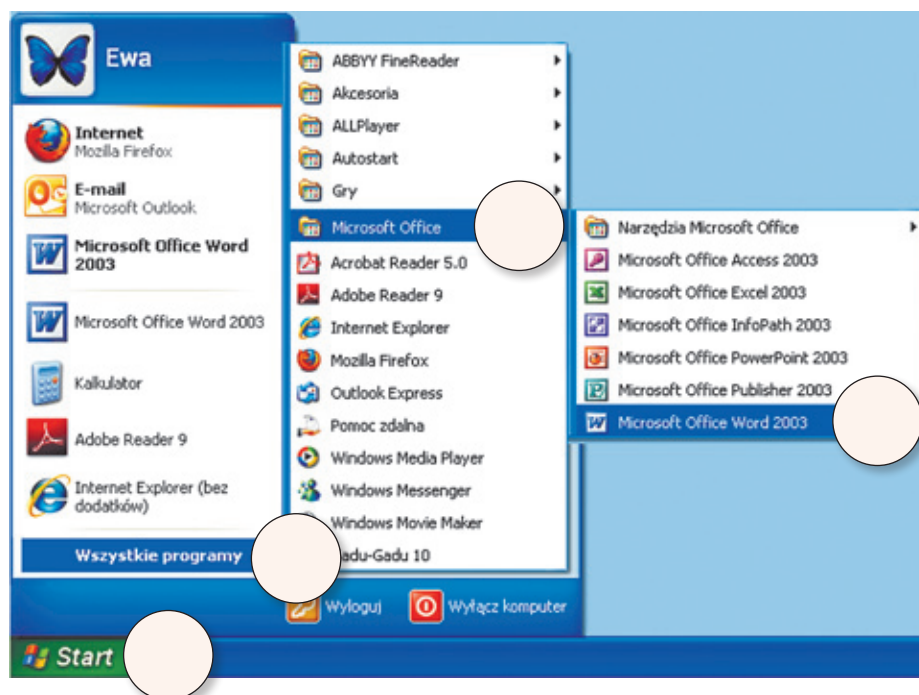 Ewa
Internet
Mozilla Firefox
E-mail
Microsoft Outlook
Microsoft Office Word
2003
Microsoft Office Word 2003
Kalkulator
Adobe Reader 9
Internet Explorer (bez
dodatków)
Wszystkie programy
ABBYY FineReader
Akcesoria
ALLPlayer
Autostart
Gry
Microsoft Office
Acrobat Reader 5.0
Adobe Reader 9
Internet Explorer
Mozilla Firefox
Outlook Express
Pomoc zdalna
Windows Media Player
Windows Messenger
Windows Movie Maker
adu-Gadu 10
Narzędzia Microsoft Office
Microsoft Office Access 2003
Microsoft Office Excel 2003
Microsoft Office InfoPath 2003
Microsoft Office PowerPoint 2003
Microsoft Office Publisher 2003
Microsoft Office Word 2003
Wyloguj
Wyłącz komputer
Start